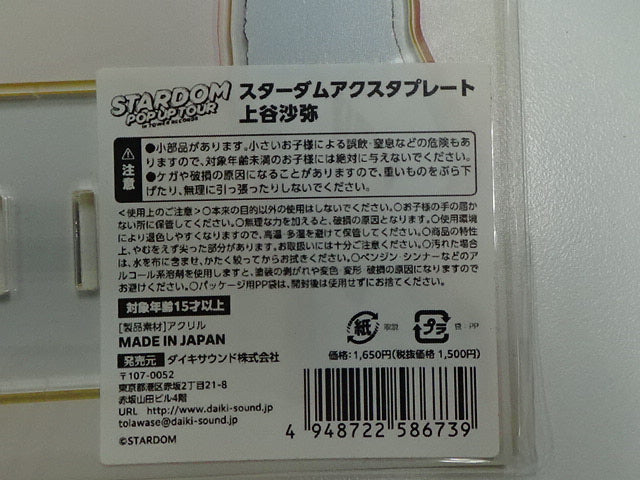 STARDOM
POP UP TOUR
in TOWER RECORDS
スターダムアクスタプレート
上谷沙弥
注意
●小部品があります。小さいお子様による誤飲・窒息などの危険もあ
りますので、対象年齢未満のお子様には絶対に与えないでください。
●ケガや破損の原因になることがありますので、重いものをぶら下
げたり、無理に引っ張ったりしないでください。
<使用上のご注意>○本来の目的以外の使用はしないでください。○お子様の手の届か
ない所に保管してください。○無理な力を加えると、破損の原因となります。○使用環境
により退色しやすくなりますので、高温・多湿を避けて保管してください。○商品の特性
上、やむをえず尖った部分があります。お取扱いには十分ご注意ください。○汚れた場合
は、水を布に含ませ、かたく絞ってからお拭きください。○ベンジン・シンナーなどのア
ルコール系溶剤を使用しますと、塗装の剥がれや変色・変形・破損の原因になりますので
お避けください。○パッケージ用PP袋は、開封後は使用せずにお捨てください。
対象年齢15才以上
[製品素材]アクリル
MADE IN JAPAN
紙 取説
プラ 袋:PP
価格:1,650円(税抜価格 1,500円)
発売元 ダイキサウンド株式会社
〒107-0052
東京都港区赤坂2丁目21-8
赤坂山田ビル4階
URL http://www.daiki-sound.jp
tolawase@daiki-sound.jp
©STARDOM
4 948722 586739